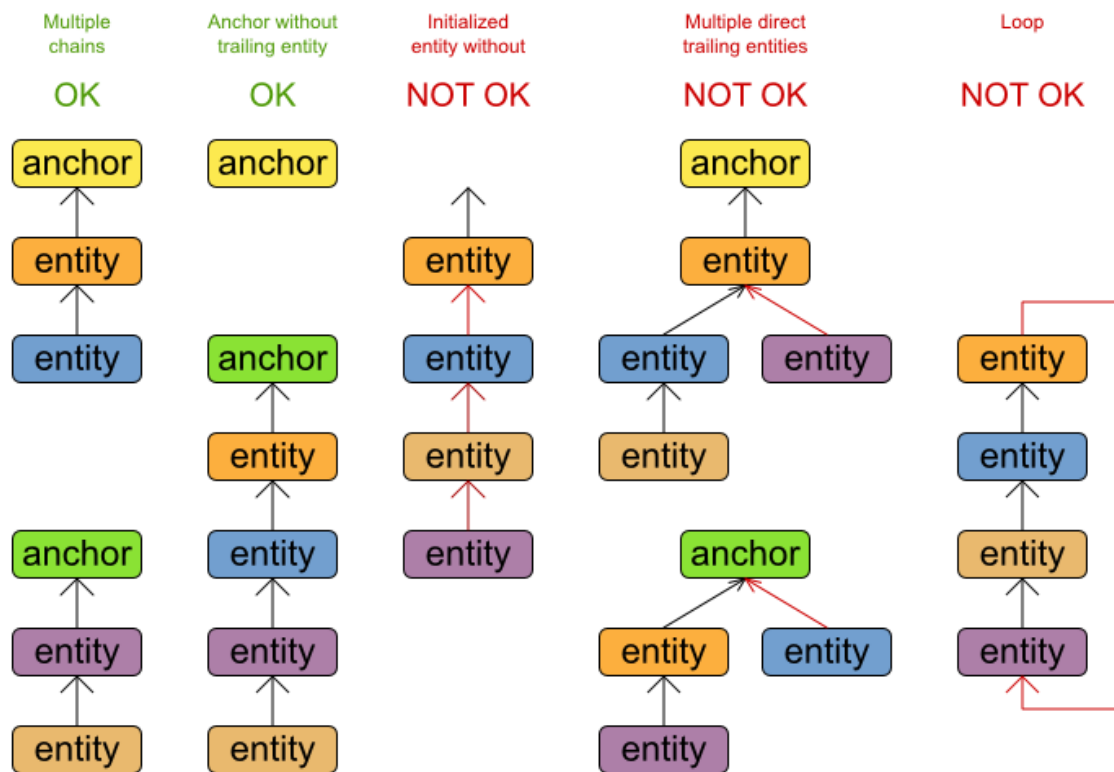 Multiple
chains
OK
anchor
entity
entity
anchor
entity
entity
Anchor without
trailing entity
OK
anchor
anchor
entity
entity
entity
entity
Initialized
entity without
NOT OK
entity
entity
entity
entity
Multiple direct
trailing entities
NOT OK
anchor
entity
entity entity
entity
anchor
entity entity
entity
Loop
NOT OK
entity
entity
entity
entity